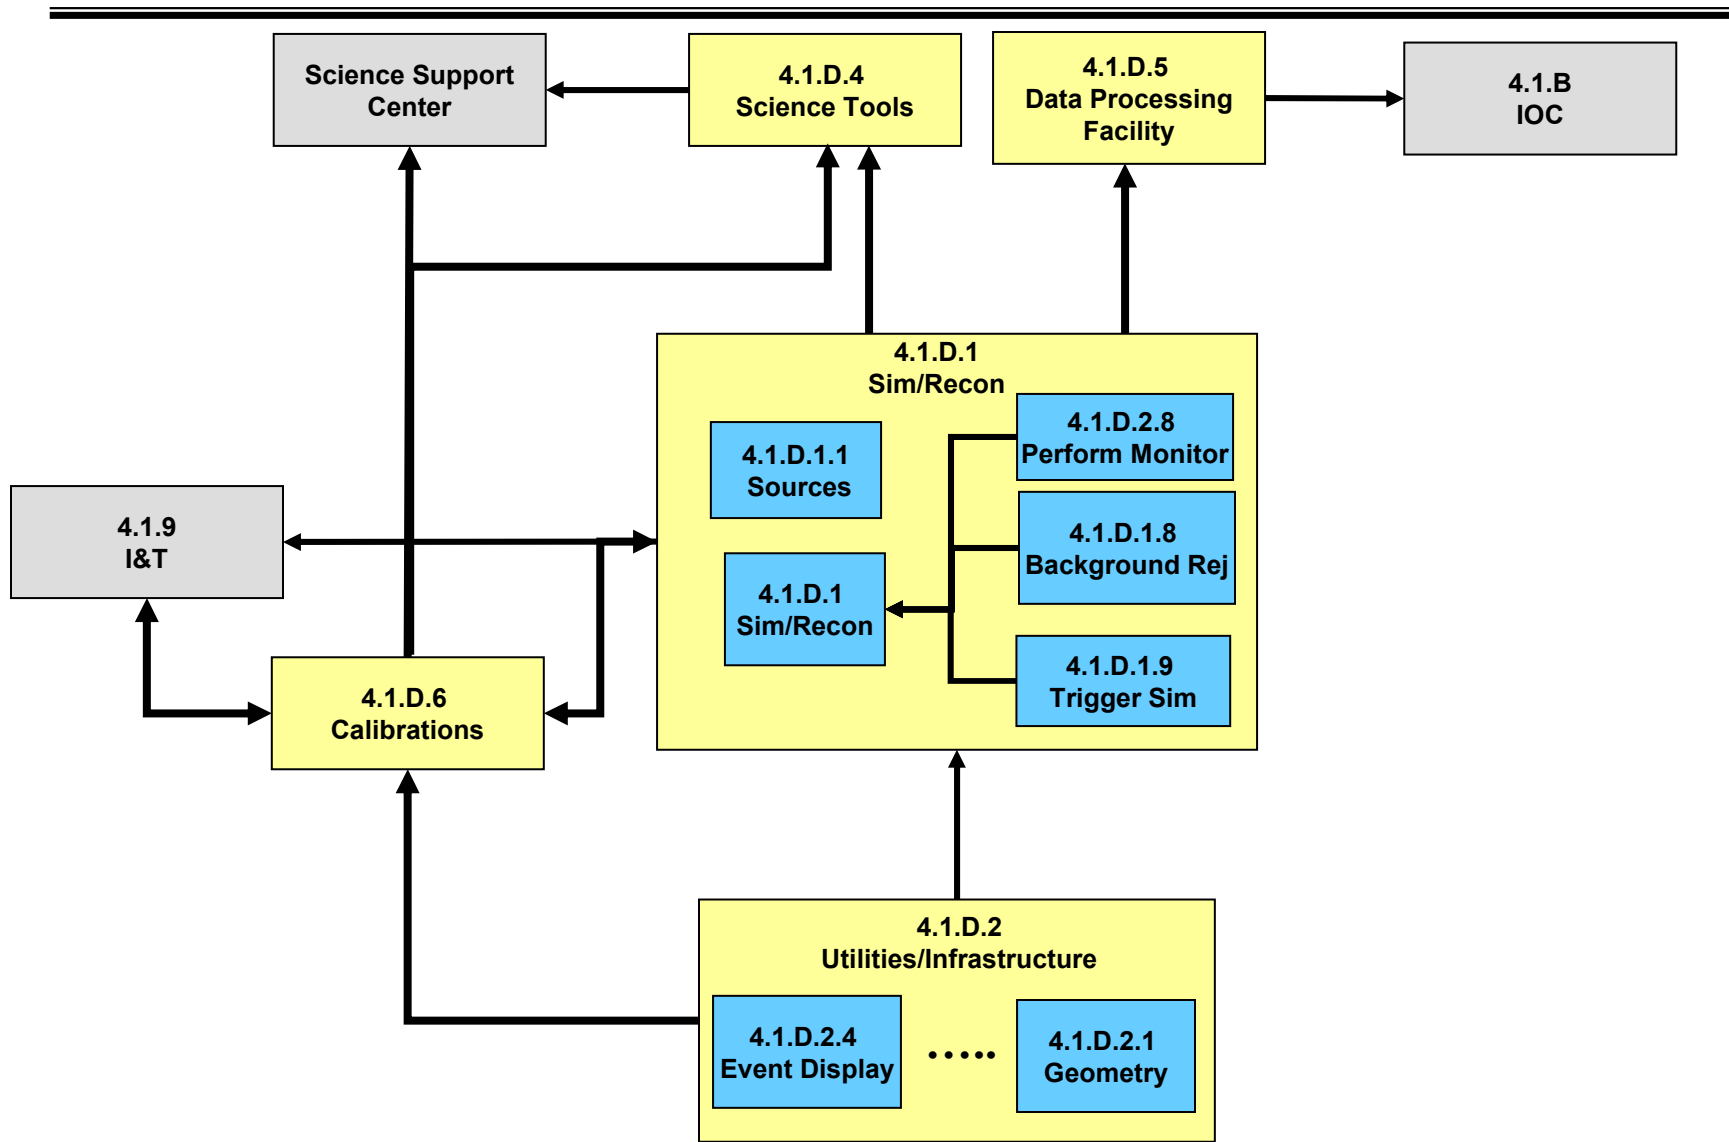 Science Support
Center
4.1.D.4
Science Tools
4.1.D.5
Data Processing
Facility
4.1.B
IOC
4.1.D.1
Sim/Recon
4.1.D.1.1
Sources
4.1.D.2.8
Perform Monitor
4.1.9
I&T
4.1.D.1.8
Background Rej
4.1.D.1
Sim/Recon
4.1.D.6
Calibrations
4.1.D.1.9
Trigger Sim
4.1.D.2
Utilities/Infrastructure
4.1.D.2.4
Event Display
.....
4.1.D.2.1
Geometry